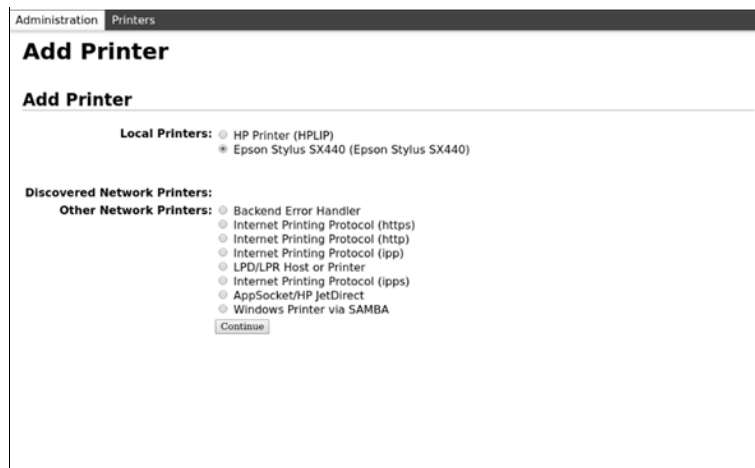 Administration Printers
Add Printer
Add Printer
Local Printers: HP Printer (HPLIP)
Epson Stylus SX440 (Epson Stylus SX440)
Discovered Network Printers:
Other Network Printers: Backend Error Handler
Internet Printing Protocol (https)
Internet Printing Protocol (http)
Internet Printing Protocol (ipp)
LPD/LPR Host or Printer
Internet Printing Protocol (ipps)
AppSocket/HP JetDirect
Windows Printer via SAMBA
Continue